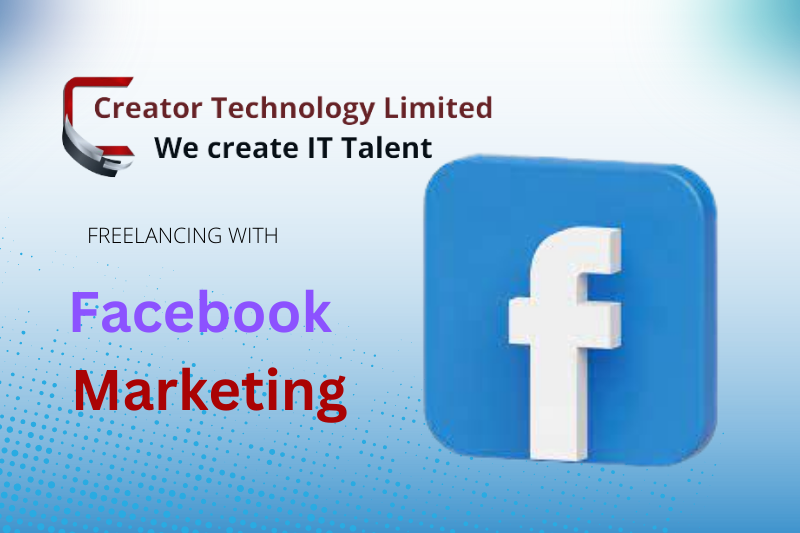 Creator Technology Limited
We create IT Talent
FREELANCING WITH
Facebook
Marketing
f